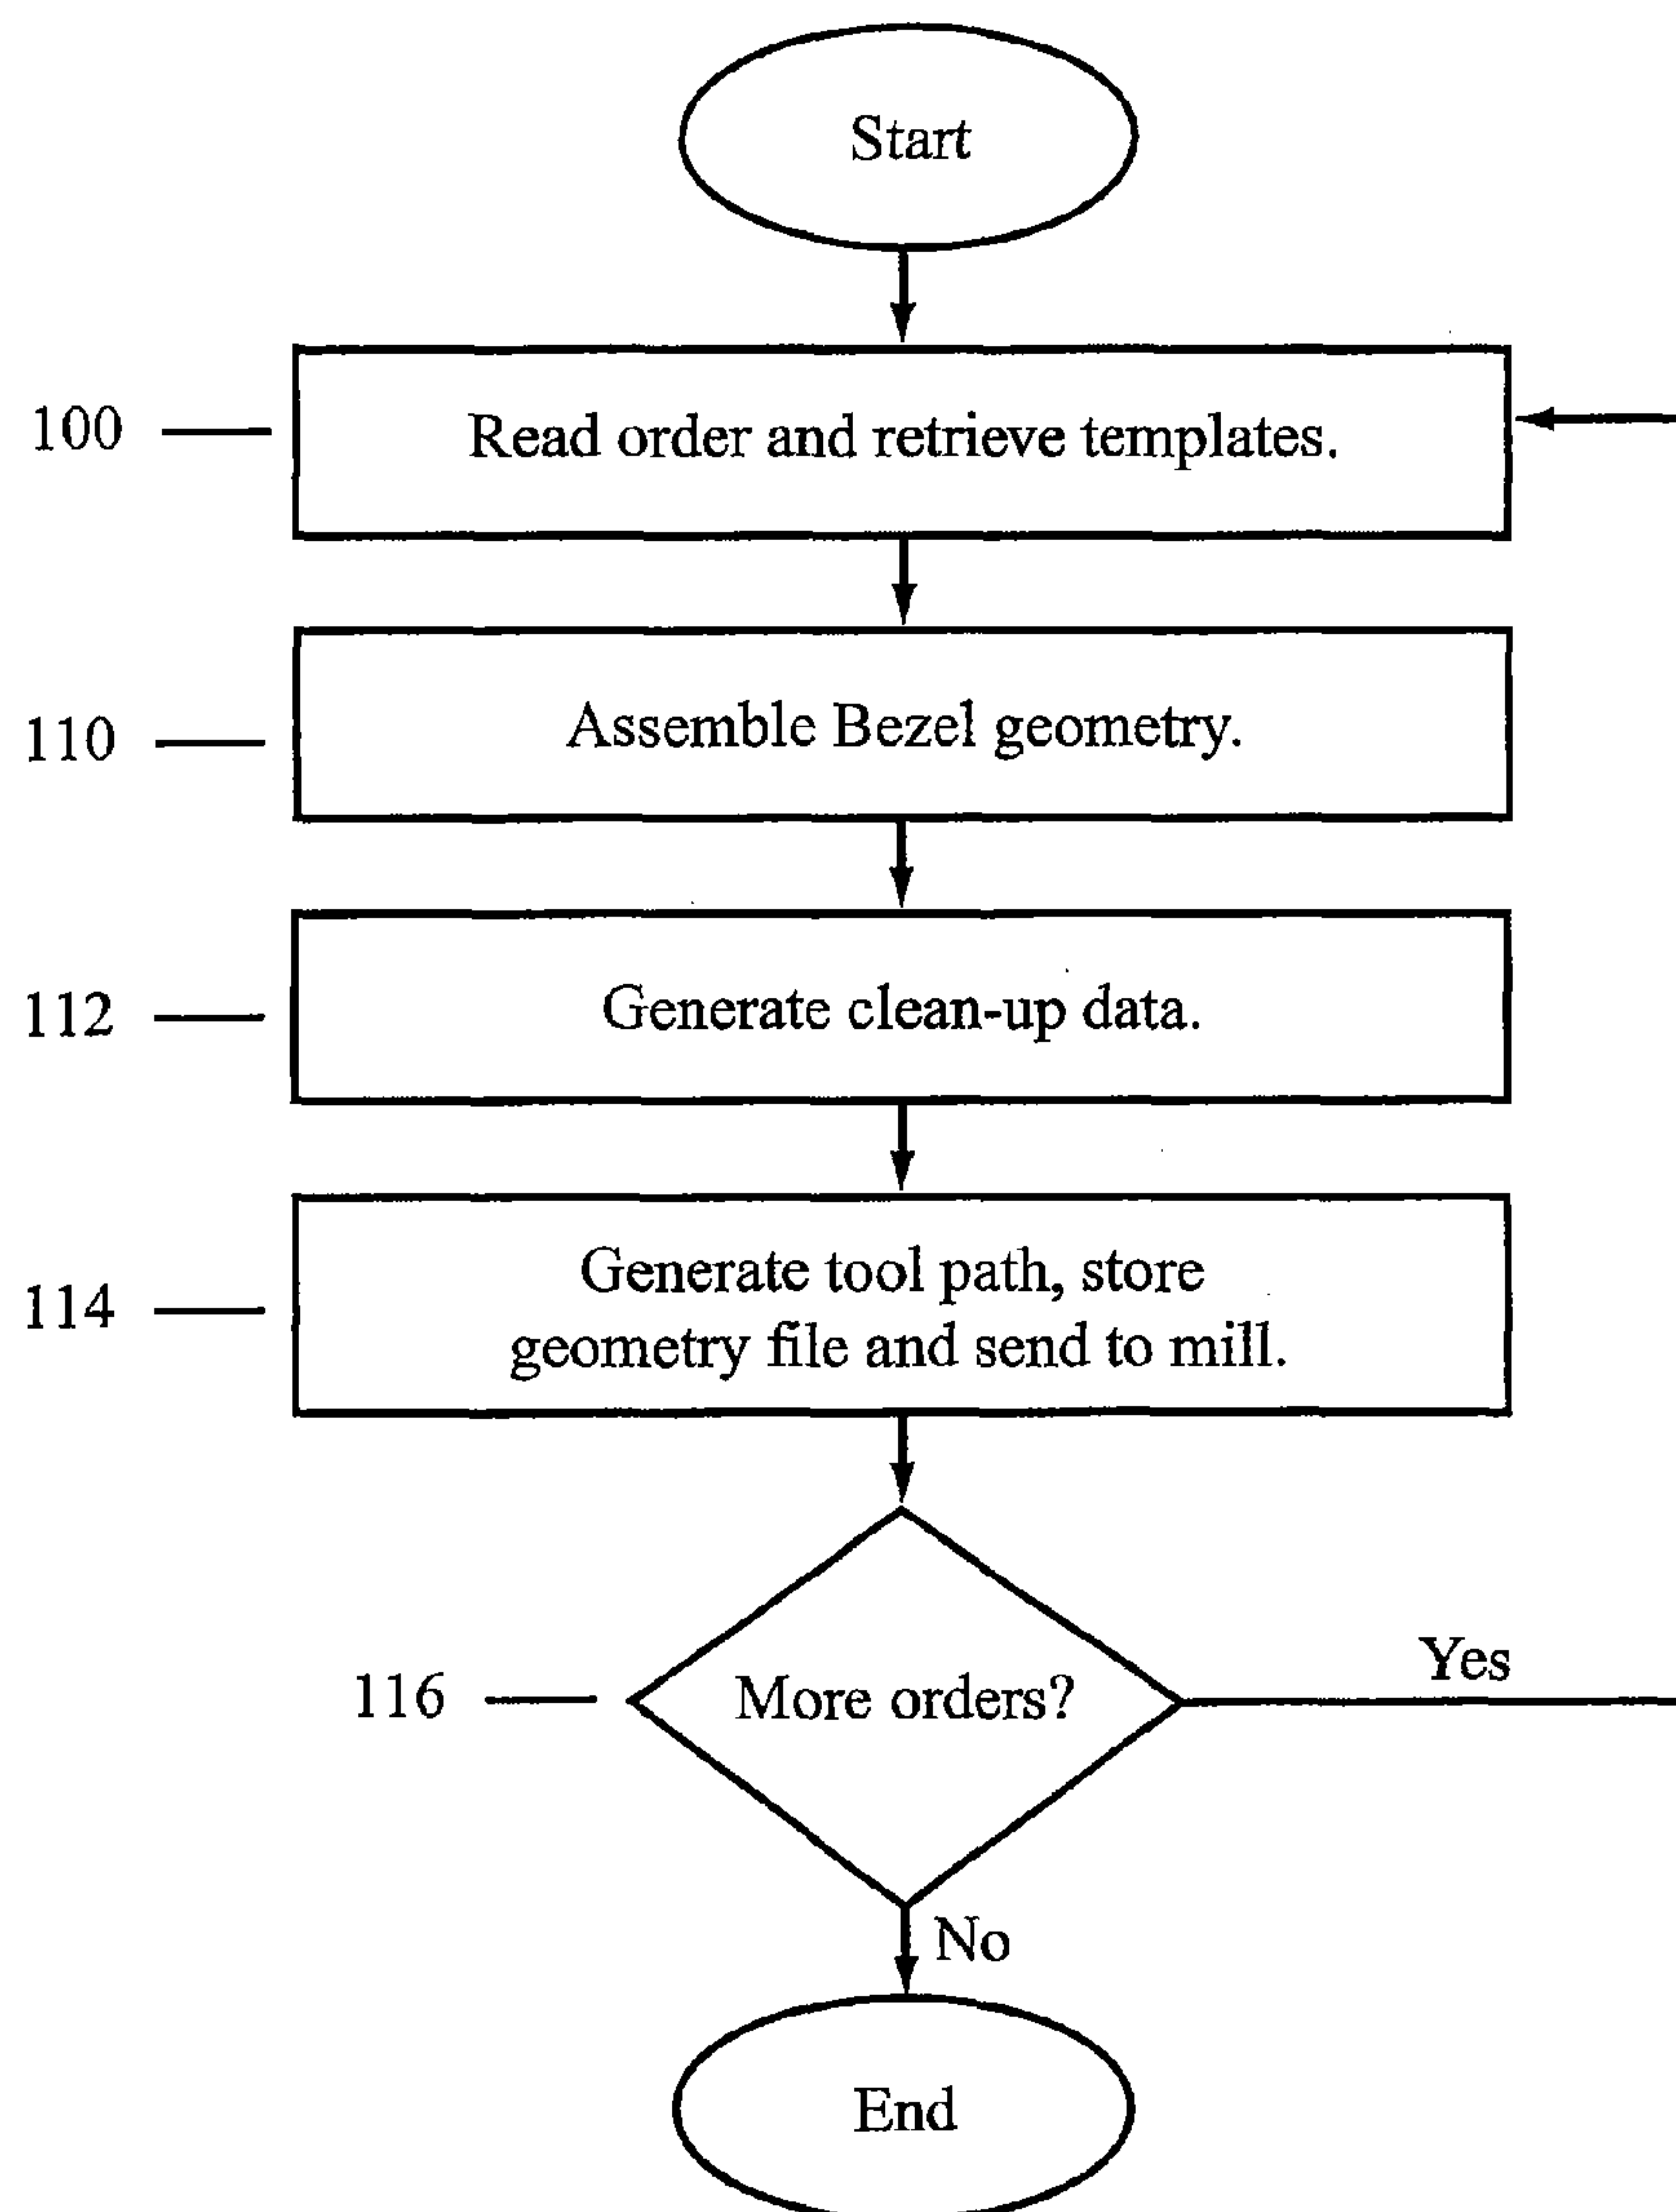 Start
100
Read order and retrieve templates.
110
Assemble Bezel geometry.
112
Generate clean-up data.
114
Generate tool path, store
geometry file and send to mill.
116
More orders?
Yes
No
End